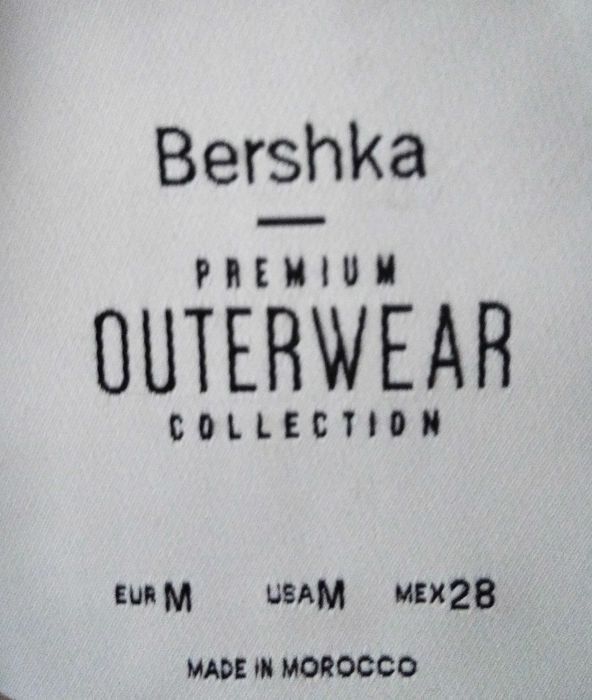 Bershka
PREMIUM
OUTERWEAR
COLLECTION
EUR M USA M MEX 28
MADE IN MOROCCO